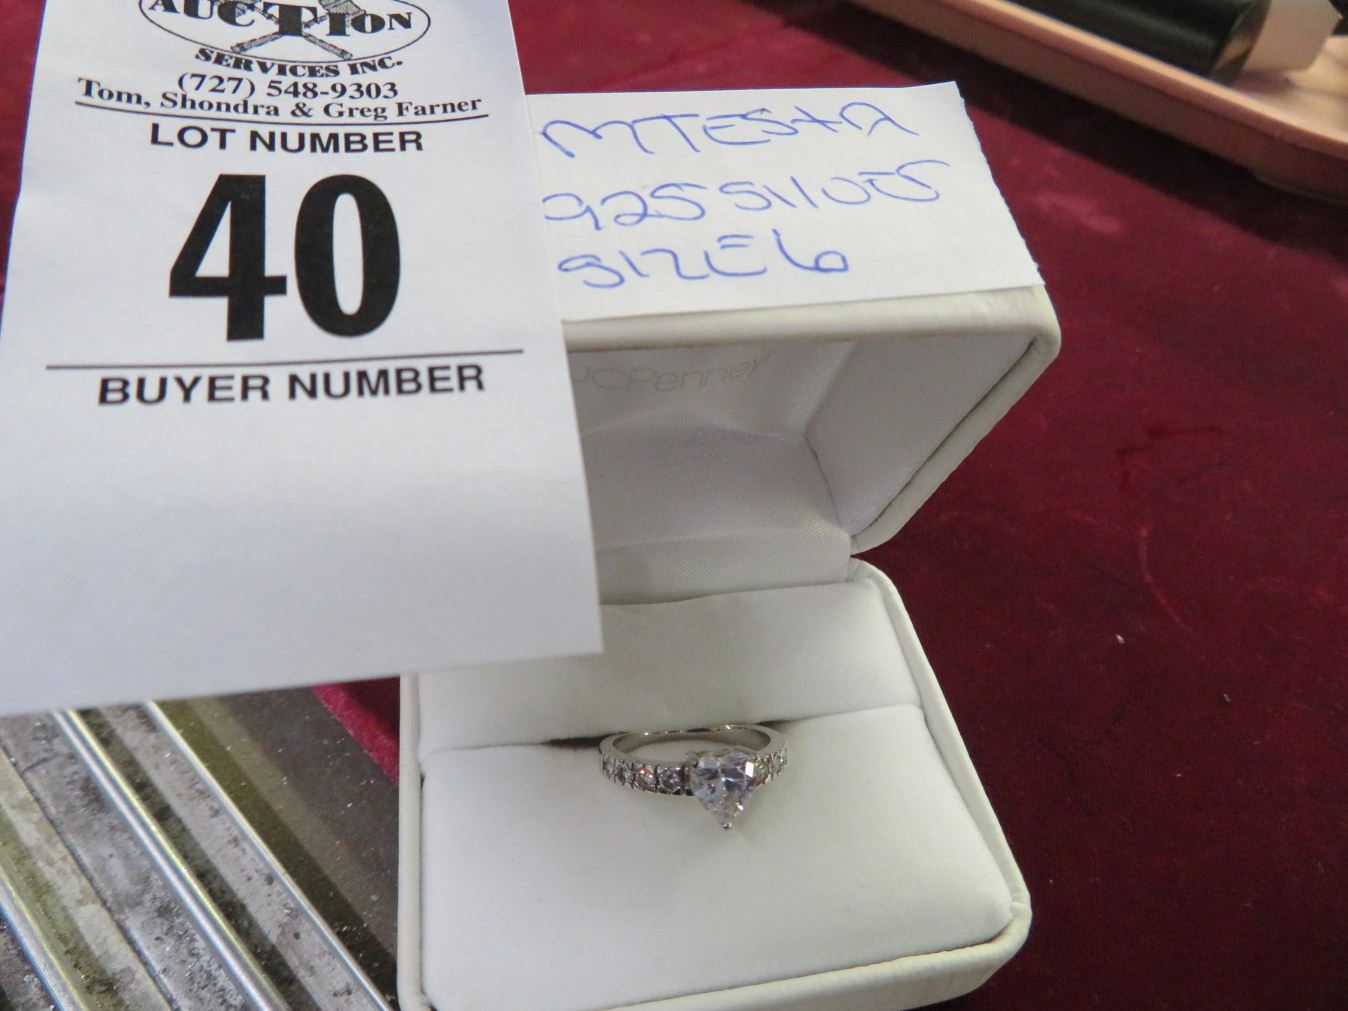 AUCTION
SERVICES INC.
(727) 548-9303
Tom, Shondra & Greg Farner
LOT NUMBER
40
BUYER NUMBER
MTESTA
925 SILVER
SIZE 6
JCPenney